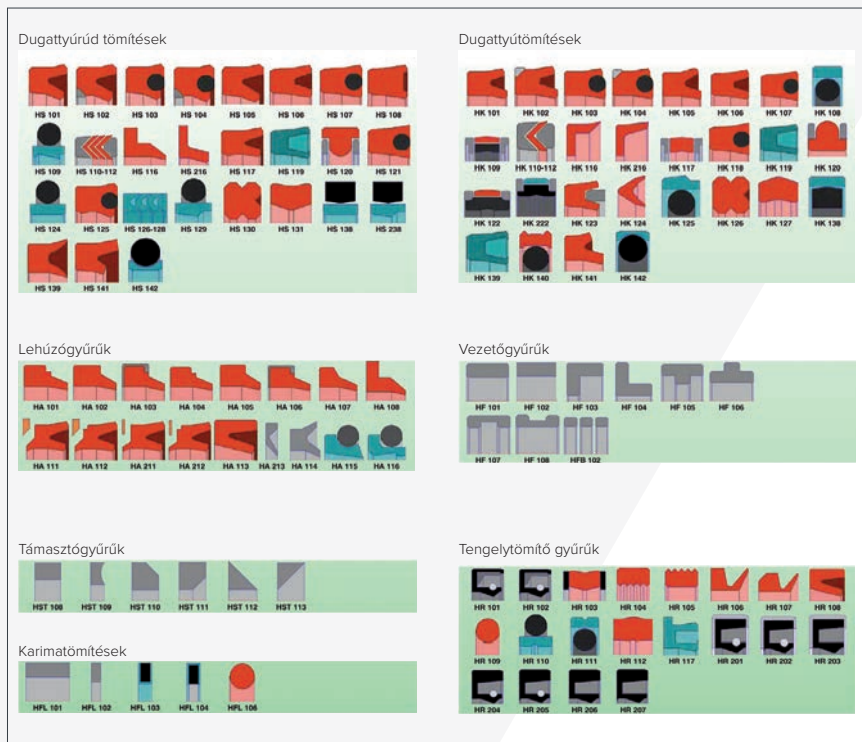 Dugattyúrúd tömítések
HS 101 HS 102 HS 103 HS 104 HS 105 HS 106 HS 107 HS 108
HS 109 HS 110-112 HS 116 HS 216 HS 117 HS 119 HS 120 HS 121
HS 124 HS 125 HS 126-128 HS 129 HS 130 HS 131 HS 138 HS 238
HS 139 HS 141 HS 142
Dugattyútömítések
HK 101 HK 102 HK 103 HK 104 HK 105 HK 106 HK 107 HK 108
HK 109 HK 110-112 HK 116 HK 216 HK 117 HK 118 HK 119 HK 120
HK 122 HK 222 HK 123 HK 124 HK 125 HK 126 HK 127 HK 138
HK 139 HK 140 HK 141 HK 142
Lehúzógyűrűk
HA 101 HA 102 HA 103 HA 104 HA 105 HA 106 HA 107 HA 108
HA 111 HA 112 HA 211 HA 212 HA 113 HA 213 HA 114 HA 115 HA 116
Vezetőgyűrűk
HF 101 HF 102 HF 103 HF 104 HF 105 HF 106
HF 107 HF 108 HFB 102
Támasztógyűrűk
HST 108 HST 109 HST 110 HST 111 HST 112 HST 113
Karimatömítések
HFL 101 HFL 102 HFL 103 HFL 104 HFL 106
Tengelytömítő gyűrűk
HR 101 HR 102 HR 103 HR 104 HR 105 HR 106 HR 107 HR 108
HR 109 HR 110 HR 111 HR 112 HR 117 HR 201 HR 202 HR 203
HR 204 HR 205 HR 206 HR 207